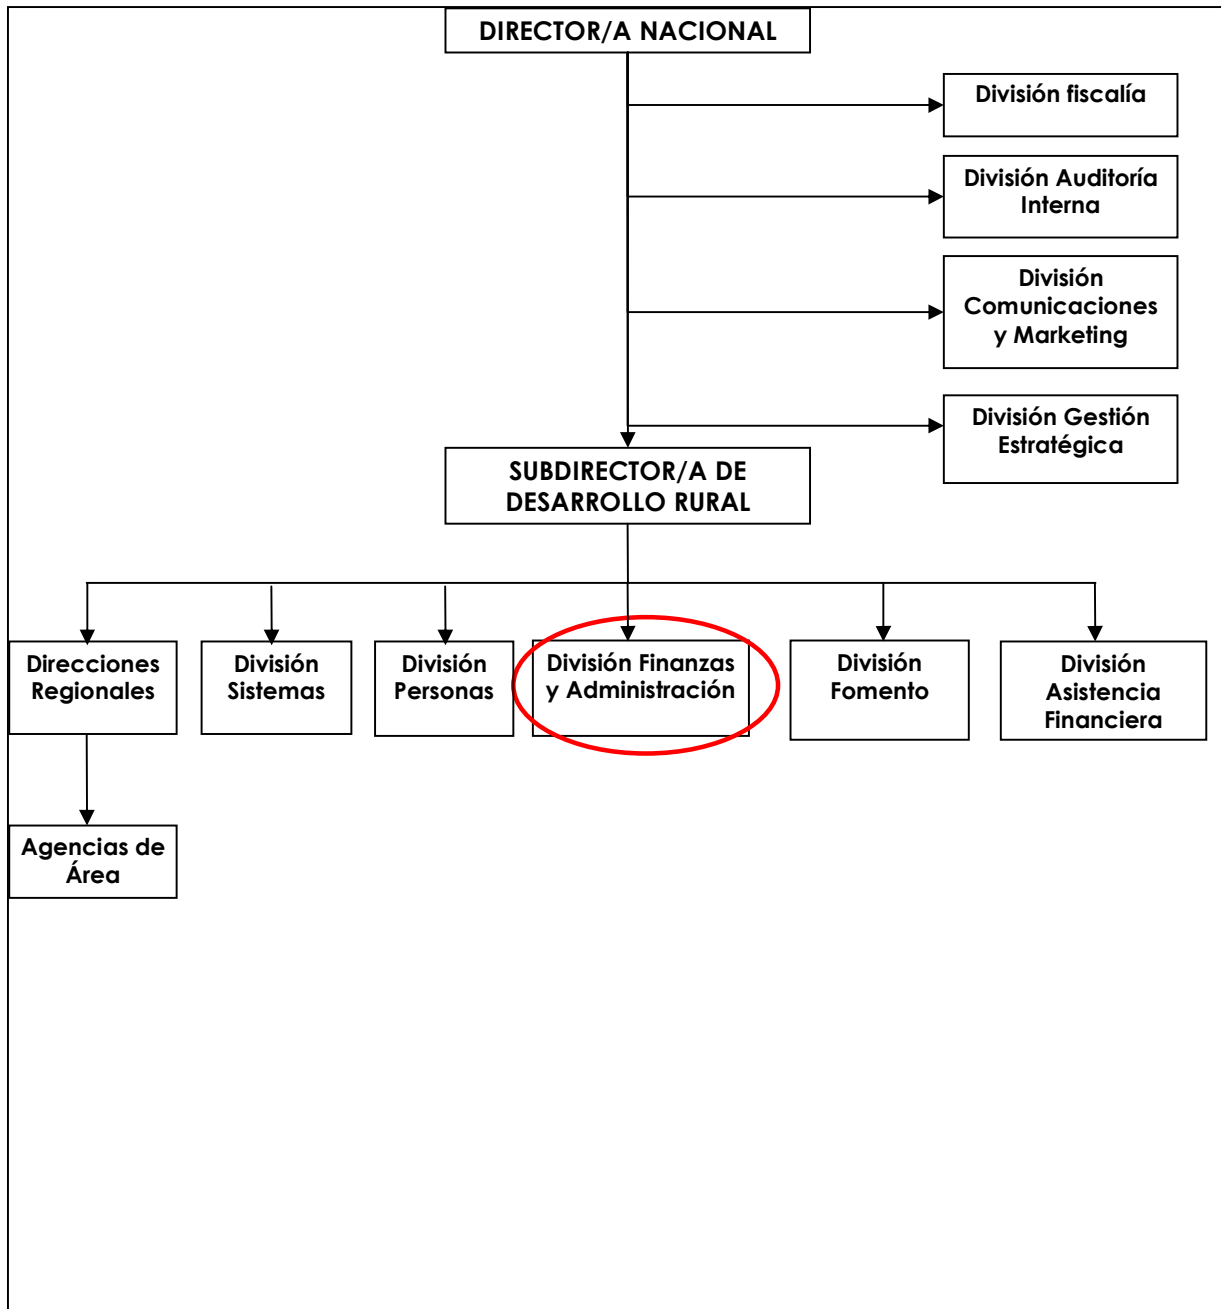 DIRECTOR/A NACIONAL
División fiscalía
División Auditoría
Interna
División
Comunicaciones
y Marketing
División Gestión
Estratégica
SUBDIRECTOR/A DE
DESARROLLO RURAL
Direcciones
Regionales
División
Sistemas
División
Personas
División Finanzas
y Administración
División
Fomento
División
Asistencia
Financiera
Agencias de
Área